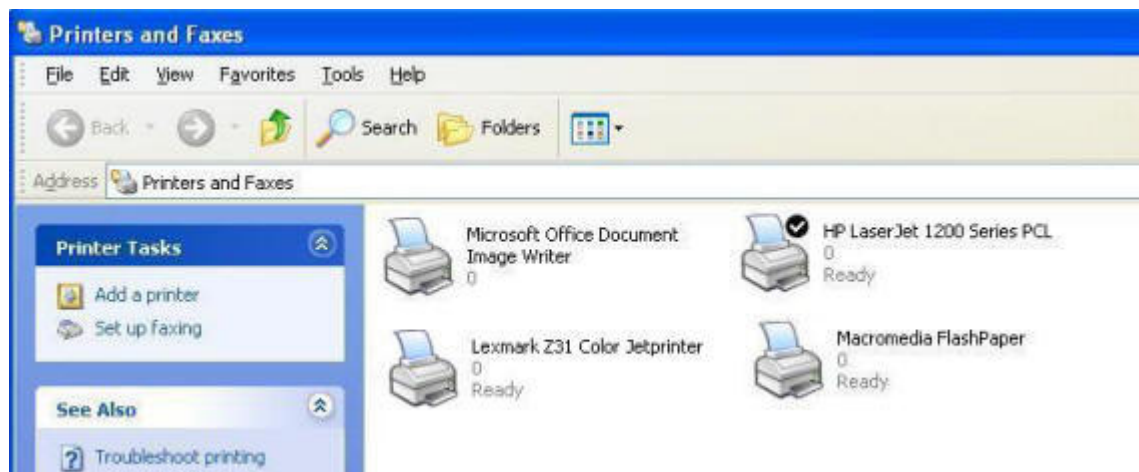 Printers and Faxes
File Edit View Favorites Tools Help
Back Search Folders
Address Printers and Faxes
Printer Tasks
Add a printer
Set up faxing
See Also
Troubleshoot printing
Microsoft Office Document
Image Writer
0
HP LaserJet 1200 Series PCL
0
Ready
Lexmark Z31 Color Jetprinter
0
Ready
Macromedia FlashPaper
0
Ready